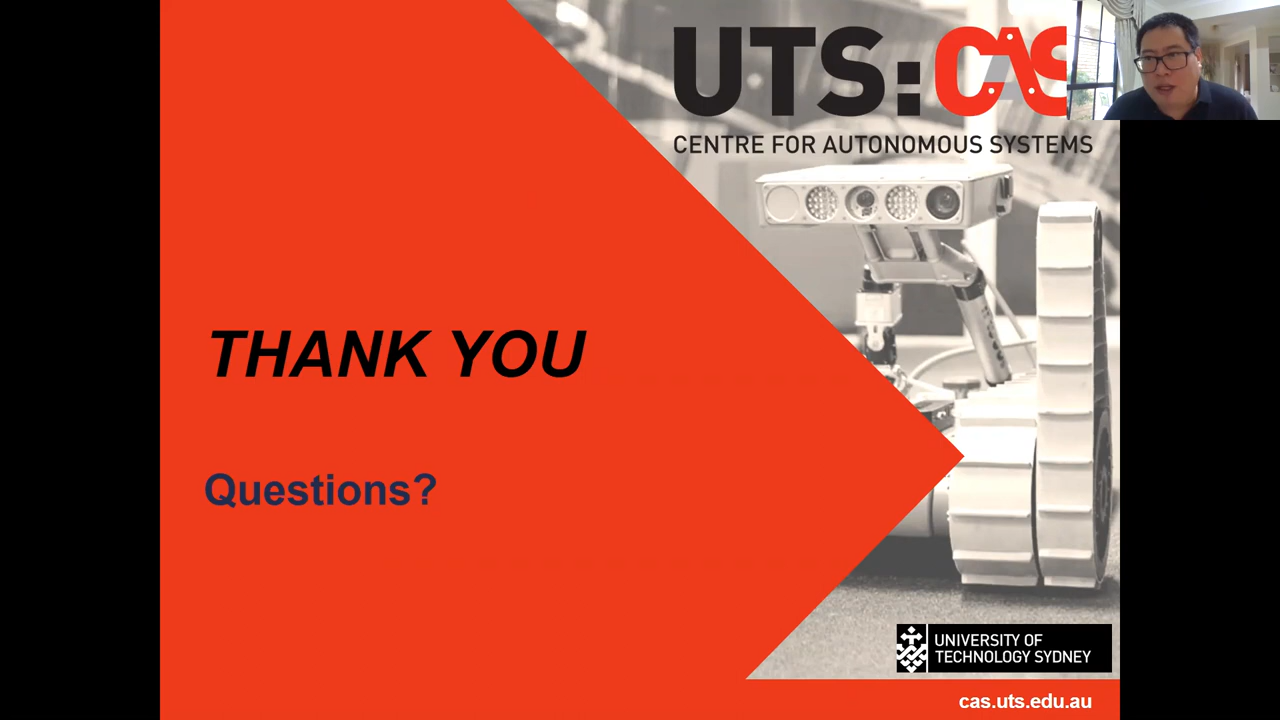 UTS:CAS
CENTRE FOR AUTONOMOUS SYSTEMS
THANK YOU
Questions?
UNIVERSITY OF
TECHNOLOGY SYDNEY
cas.uts.edu.au